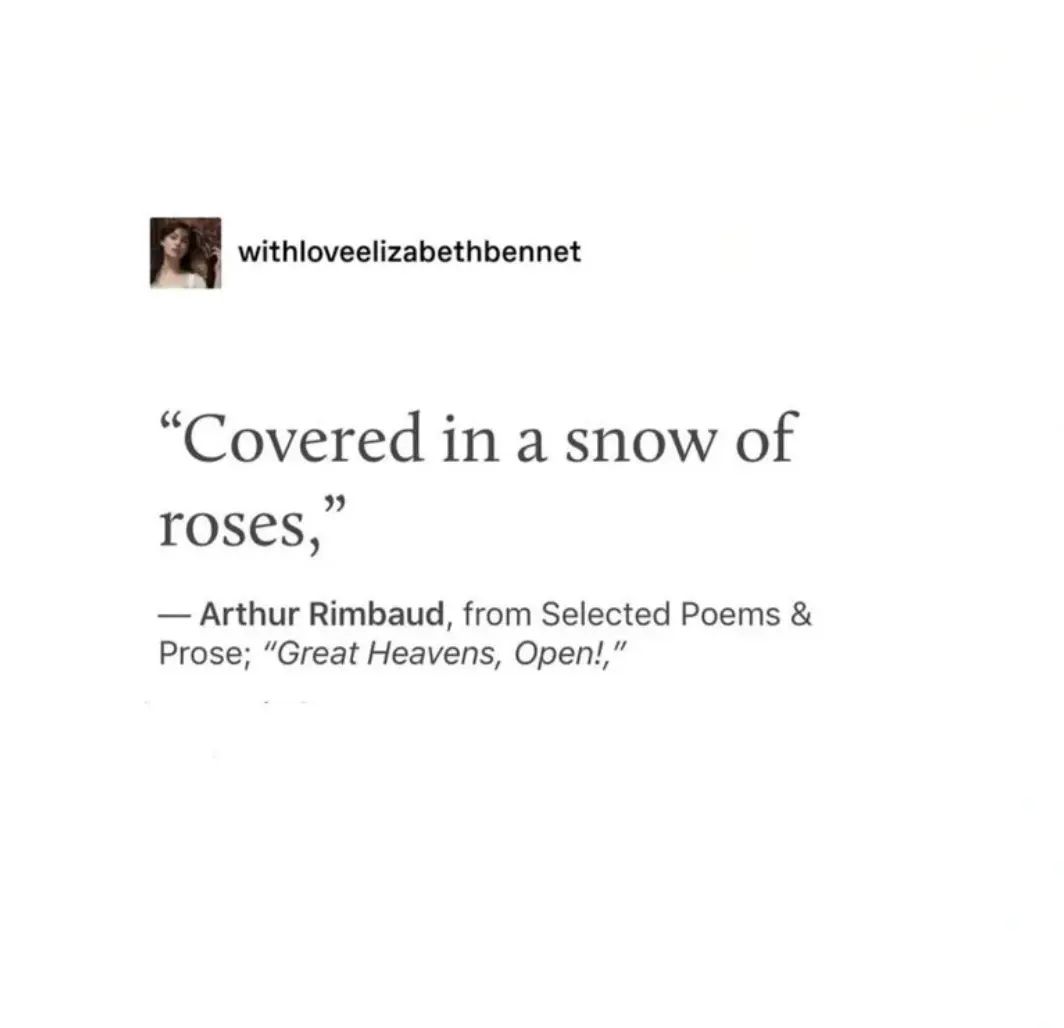 withloveelizabethbennet
“Covered in a snow of
roses,”
— Arthur Rimbaud, from Selected Poems &
Prose; “Great Heavens, Open!,”